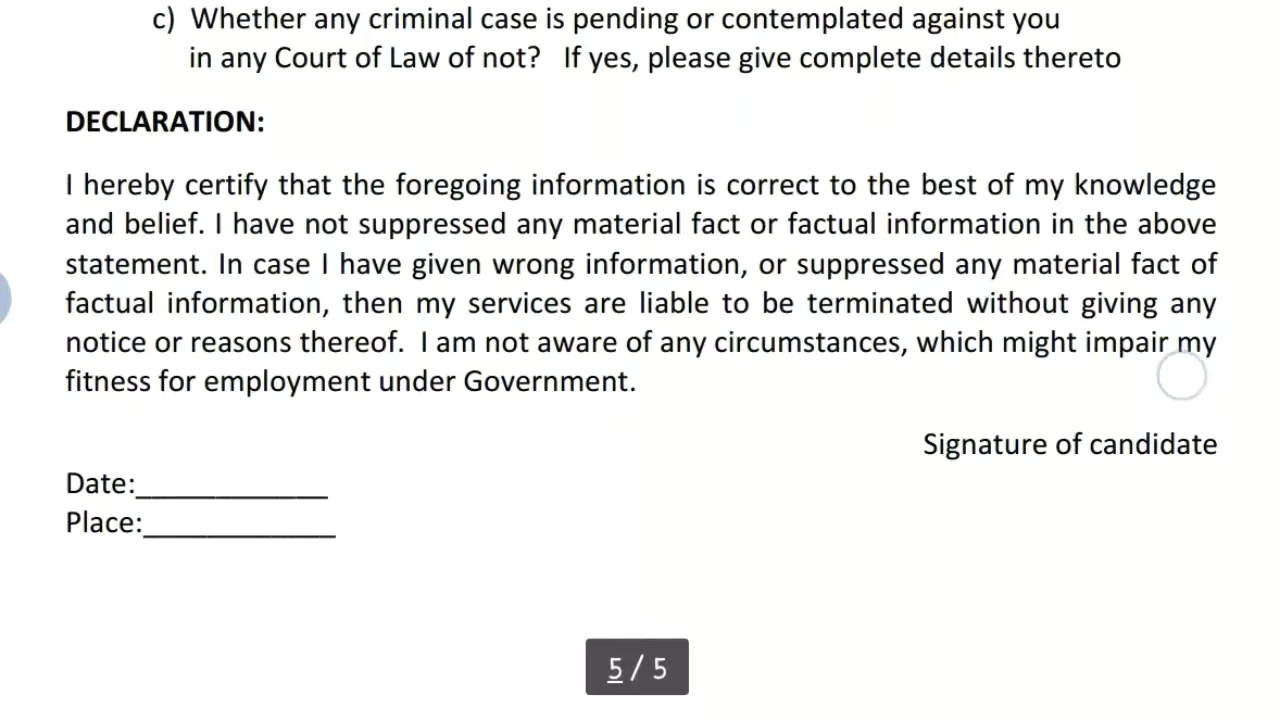 c) Whether any criminal case is pending or contemplated against you
in any Court of Law of not? If yes, please give complete details thereto
DECLARATION:
I hereby certify that the foregoing information is correct to the best of my knowledge
and belief. I have not suppressed any material fact or factual information in the above
statement. In case I have given wrong information, or suppressed any material fact of
factual information, then my services are liable to be terminated without giving any
notice or reasons thereof. I am not aware of any circumstances, which might impair my
fitness for employment under Government.
Signature of candidate
Date:____________
Place:____________
5 / 5